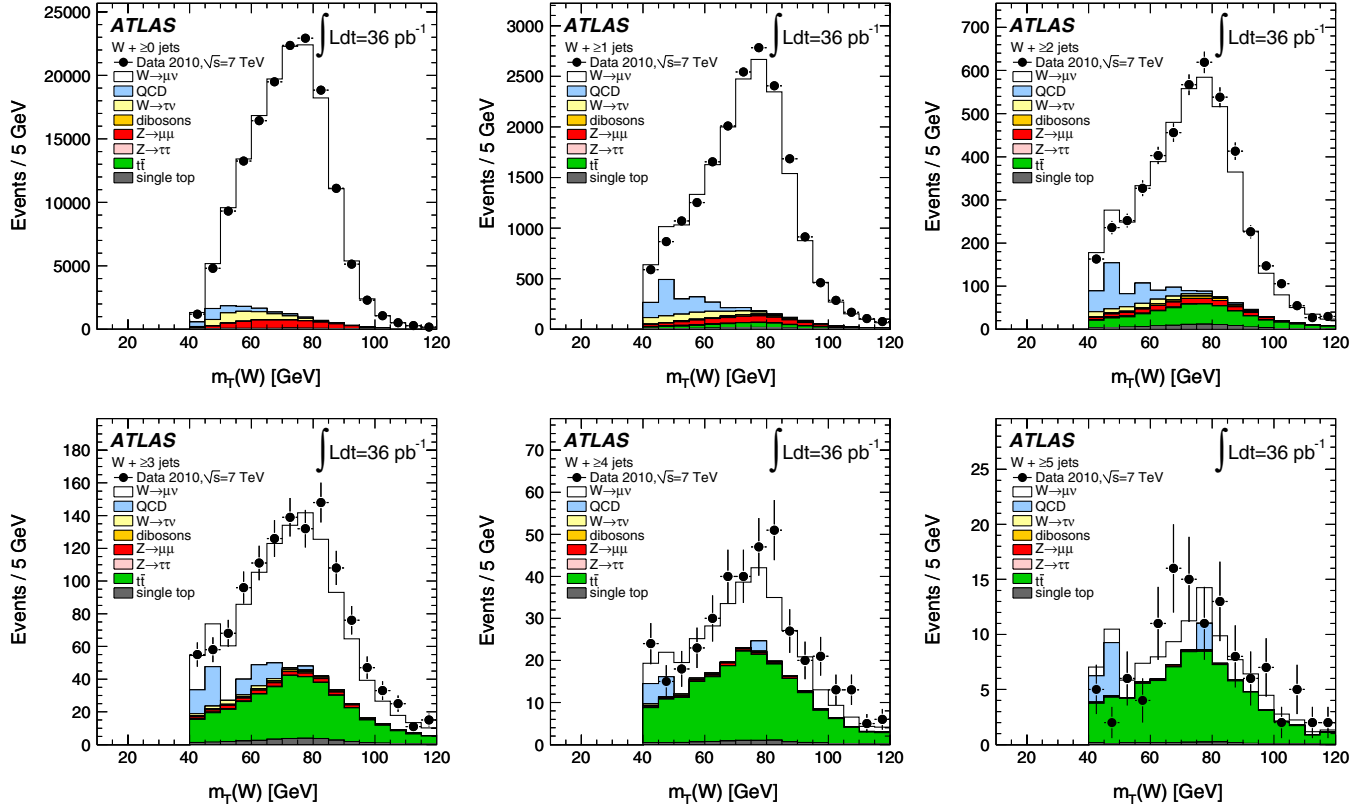 ATLAS
∫Ldt=36 pb⁻¹
W + ≥0 jets
Data 2010,√s=7 TeV
W→μν
QCD
W→τν
dibosons
Z→μμ
Z→ττ
tt̄
single top
Events / 5 GeV
25000
20000
15000
10000
5000
0
20 40 60 80 100 120
m_T(W) [GeV]
ATLAS
∫Ldt=36 pb⁻¹
W + ≥1 jets
Data 2010,√s=7 TeV
W→μν
QCD
W→τν
dibosons
Z→μμ
Z→ττ
tt̄
single top
Events / 5 GeV
3000
2500
2000
1500
1000
500
0
20 40 60 80 100 120
m_T(W) [GeV]
ATLAS
∫Ldt=36 pb⁻¹
W + ≥2 jets
Data 2010,√s=7 TeV
W→μν
QCD
W→τν
dibosons
Z→μμ
Z→ττ
tt̄
single top
Events / 5 GeV
700
600
500
400
300
200
100
0
20 40 60 80 100 120
m_T(W) [GeV]
ATLAS
∫Ldt=36 pb⁻¹
W + ≥3 jets
Data 2010,√s=7 TeV
W→μν
QCD
W→τν
dibosons
Z→μμ
Z→ττ
tt̄
single top
Events / 5 GeV
180
160
140
120
100
80
60
40
20
0
20 40 60 80 100 120
m_T(W) [GeV]
ATLAS
∫Ldt=36 pb⁻¹
W + ≥4 jets
Data 2010,√s=7 TeV
W→μν
QCD
W→τν
dibosons
Z→μμ
Z→ττ
tt̄
single top
Events / 5 GeV
70
60
50
40
30
20
10
0
20 40 60 80 100 120
m_T(W) [GeV]
ATLAS
∫Ldt=36 pb⁻¹
W + ≥5 jets
Data 2010,√s=7 TeV
W→μν
QCD
W→τν
dibosons
Z→μμ
Z→ττ
tt̄
single top
Events / 5 GeV
25
20
15
10
5
0
20 40 60 80 100 120
m_T(W) [GeV]